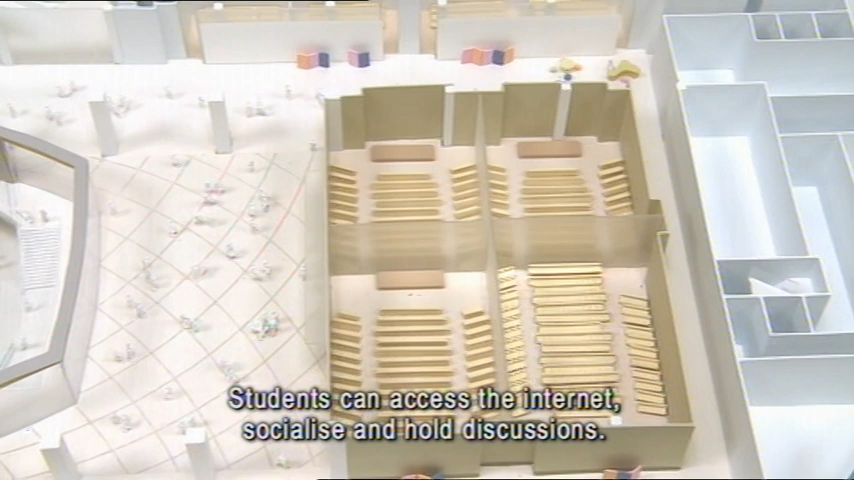 Students can access the internet,
socialise and hold discussions.